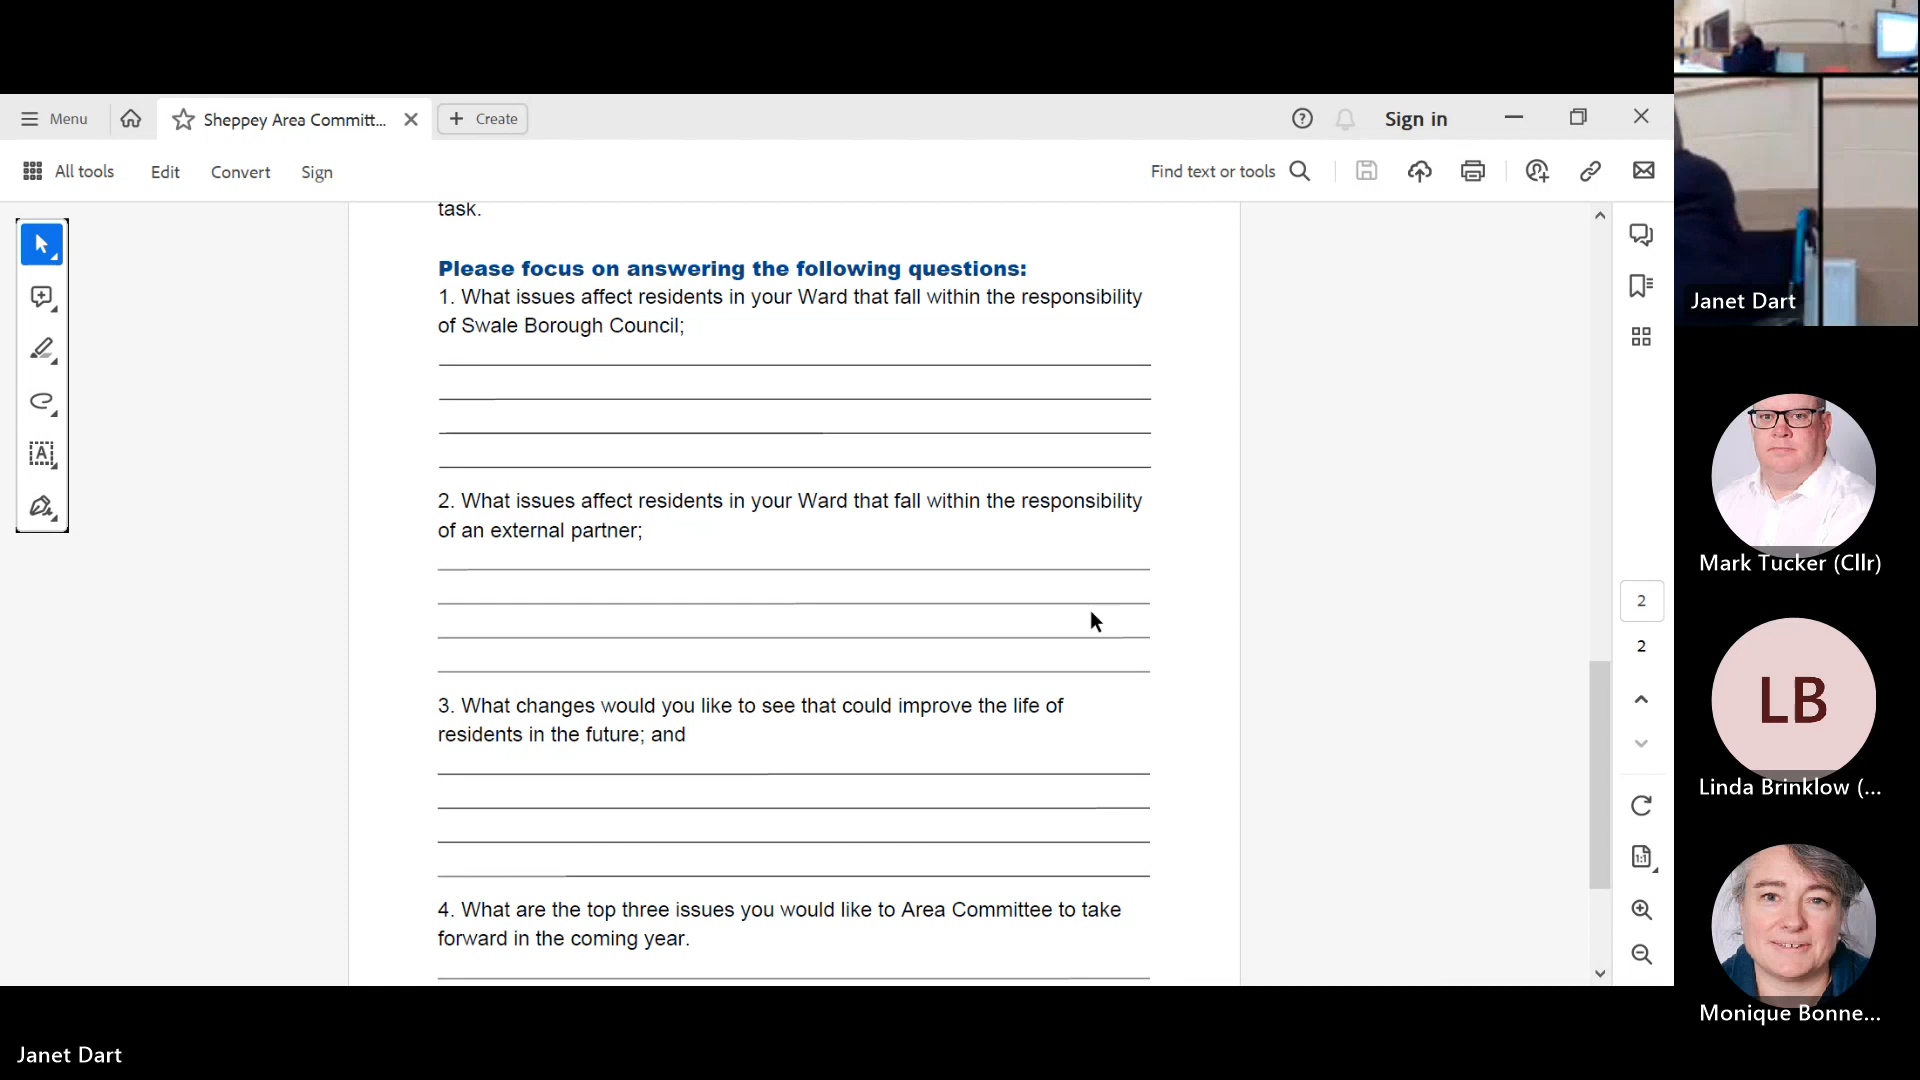 Menu
Sheppey Area Committ...
Create
Sign in
All tools
Edit
Convert
Sign
Find text or tools
task.
Please focus on answering the following questions:
1. What issues affect residents in your Ward that fall within the responsibility
of Swale Borough Council;
2. What issues affect residents in your Ward that fall within the responsibility
of an external partner;
3. What changes would you like to see that could improve the life of
residents in the future; and
4. What are the top three issues you would like to Area Committee to take
forward in the coming year.
2
2
Janet Dart
Mark Tucker (Cllr)
LB
Linda Brinklow (...
Monique Bonne...
Janet Dart